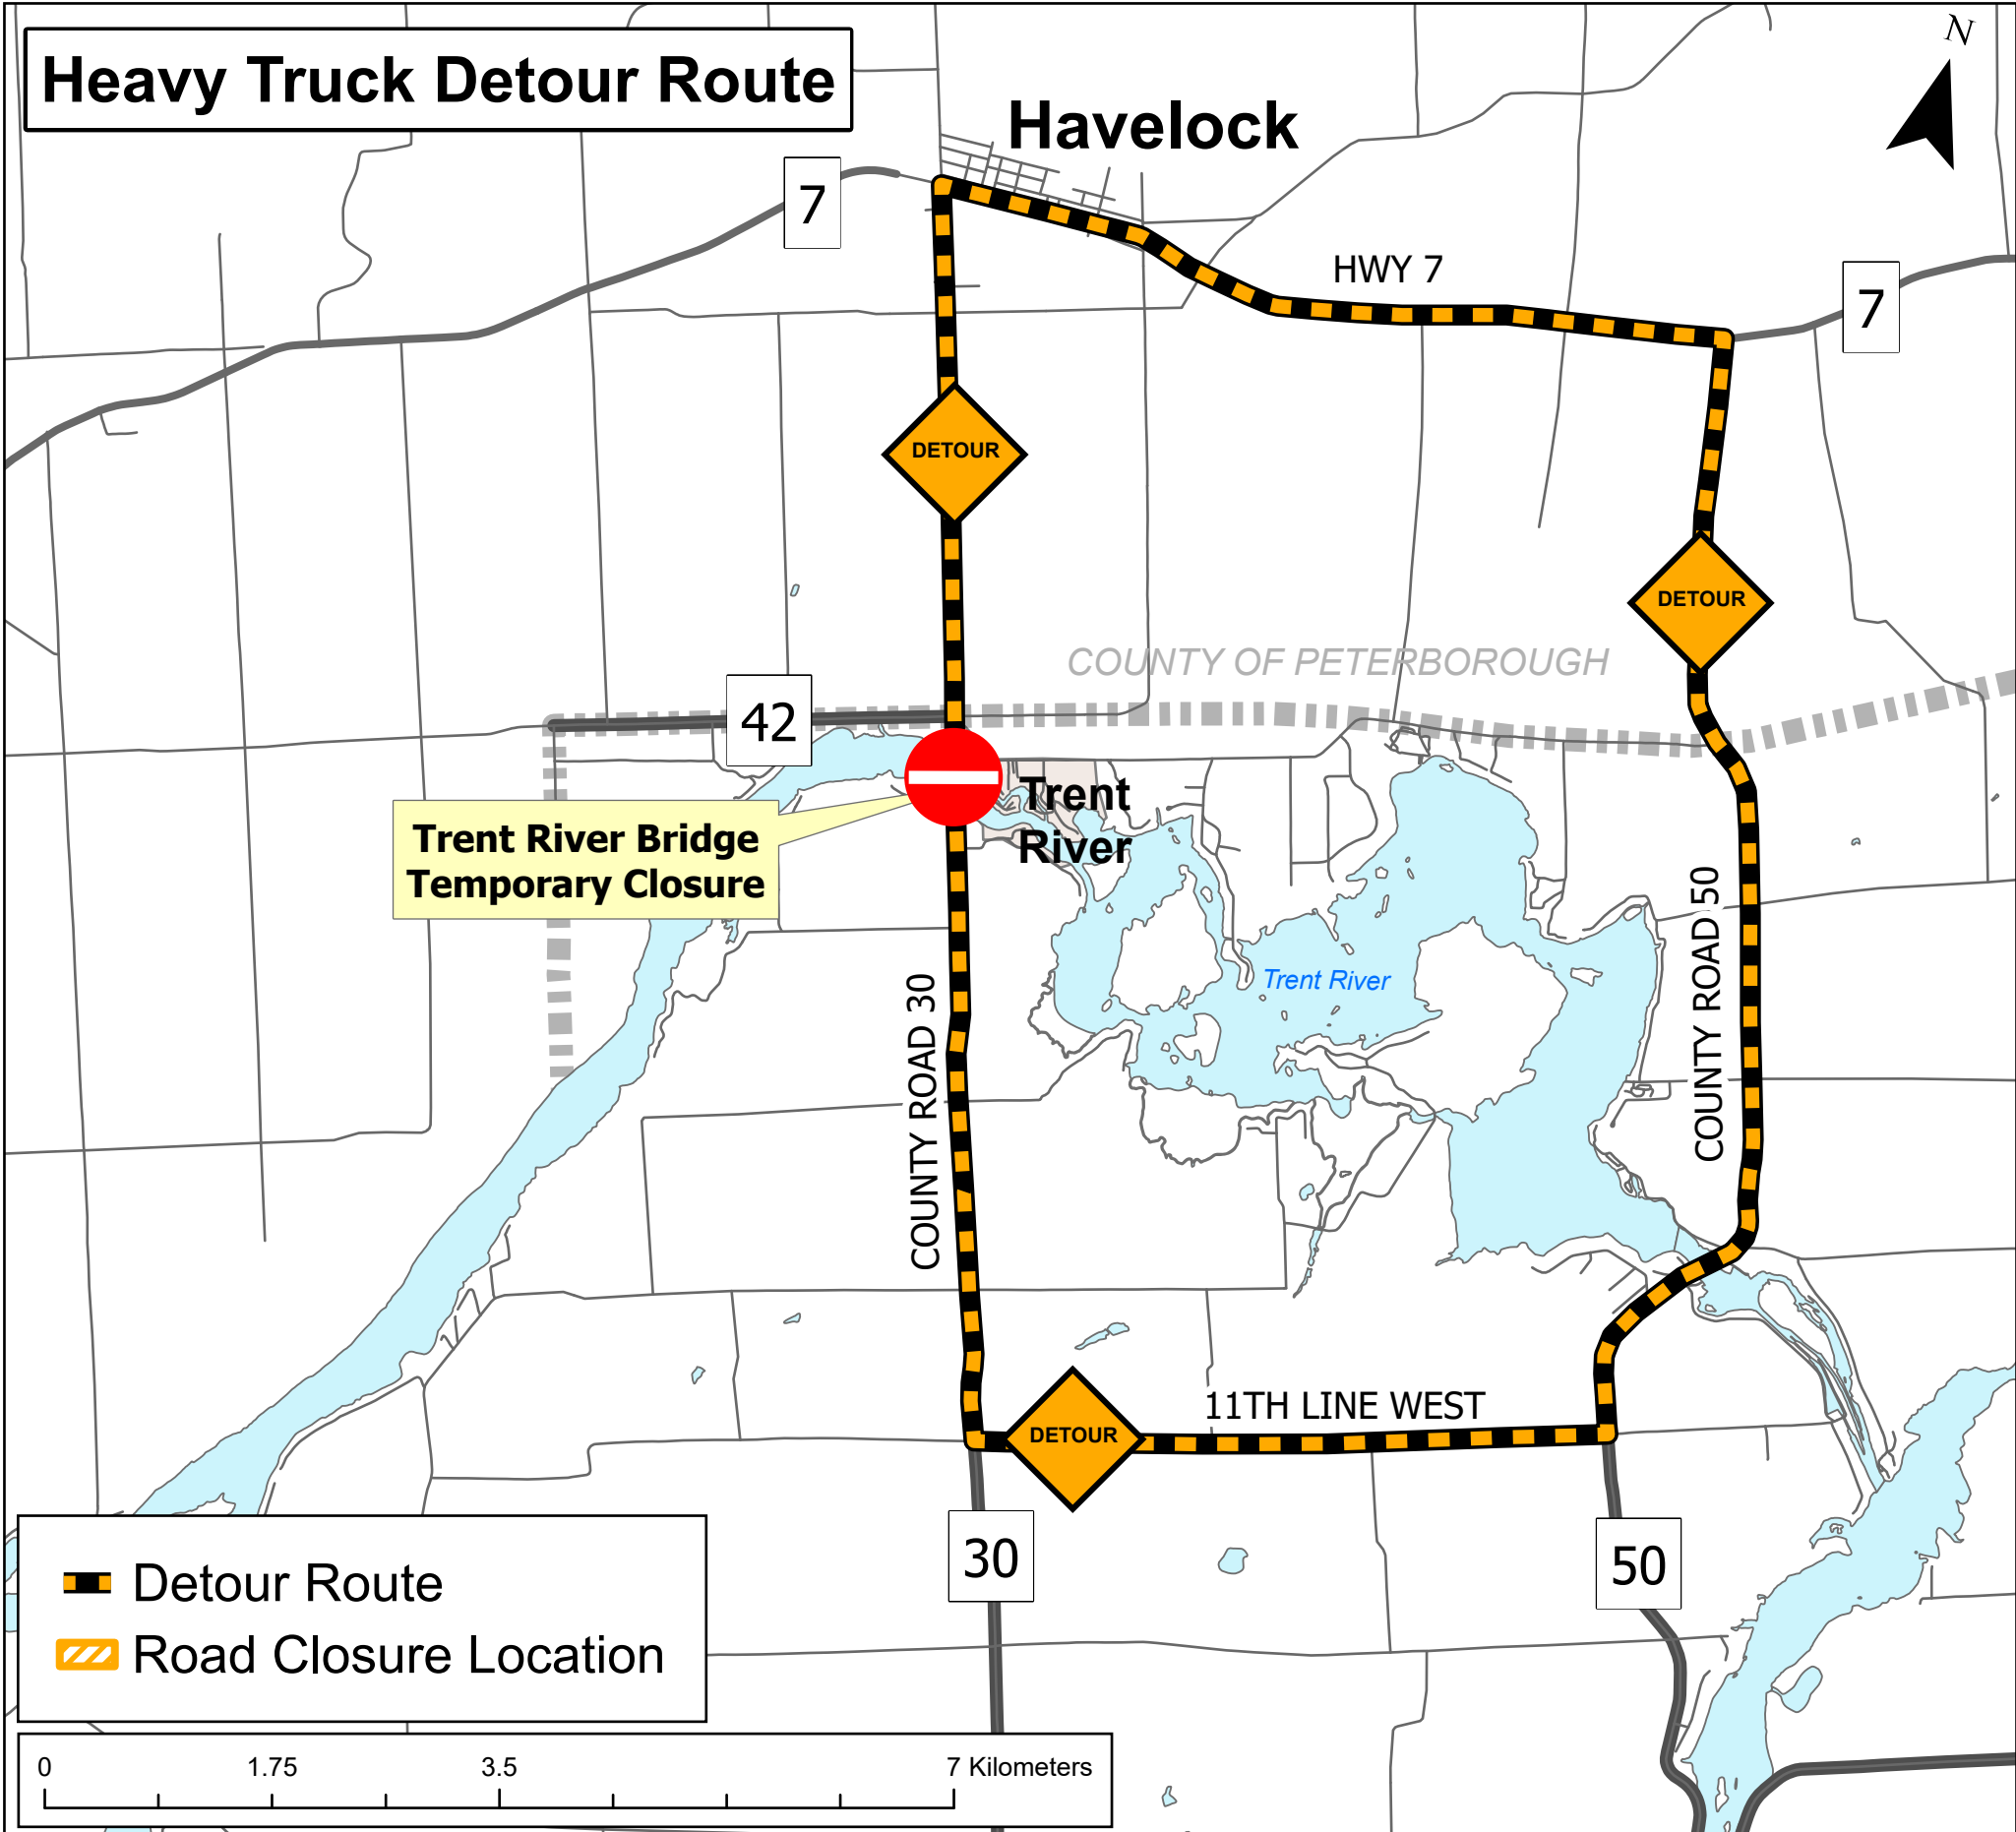 Heavy Truck Detour Route
N
Havelock
7
HWY 7
7
DETOUR
DETOUR
COUNTY OF PETERBOROUGH
42
Trent
River
Trent River Bridge
Temporary Closure
COUNTY ROAD 50
Trent River
COUNTY ROAD 30
11TH LINE WEST
DETOUR
30
50
Detour Route
Road Closure Location
0 1.75 3.5 7 Kilometers